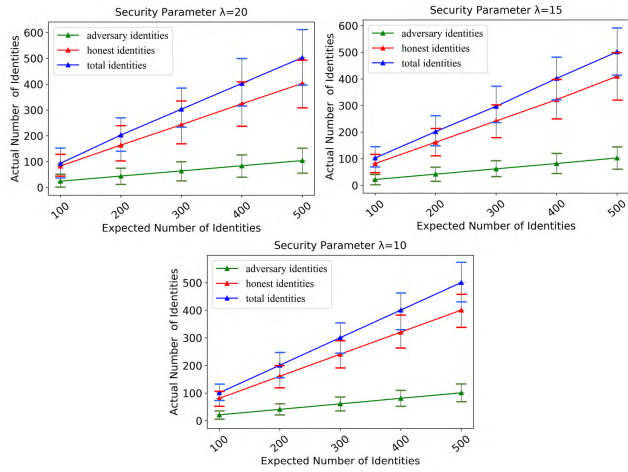 Security Parameter λ=20
adversary identities
honest identities
total identities
Actual Number of Identities
600
500
400
300
200
100
0
100
200
300
400
500
Expected Number of Identities
Security Parameter λ=15
adversary identities
honest identities
total identities
Actual Number of Identities
600
500
400
300
200
100
0
100
200
300
400
500
Expected Number of Identities
Security Parameter λ=10
adversary identities
honest identities
total identities
Actual Number of Identities
500
400
300
200
100
0
100
200
300
400
500
Expected Number of Identities